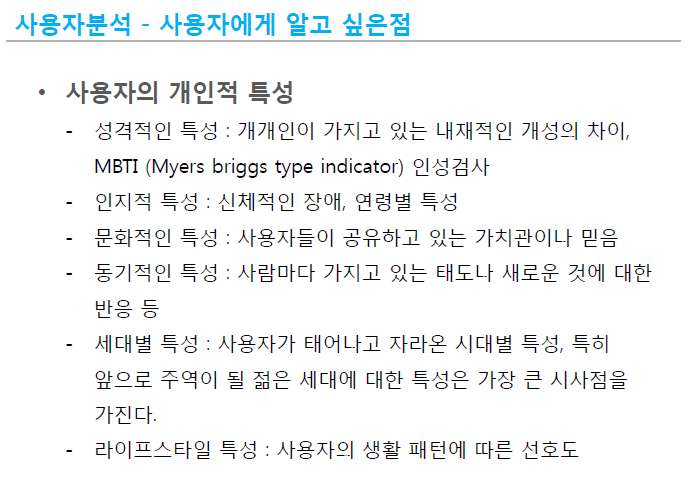 사용자분석 - 사용자에게 알고 싶은점
• 사용자의 개인적 특성
- 성격적인 특성 : 개개인이 가지고 있는 내재적인 개성의 차이,
MBTI (Myers briggs type indicator) 인성검사
- 인지적 특성 : 신체적인 장애, 연령별 특성
- 문화적인 특성 : 사용자들이 공유하고 있는 가치관이나 믿음
- 동기적인 특성 : 사람마다 가지고 있는 태도나 새로운 것에 대한
반응 등
- 세대별 특성 : 사용자가 태어나고 자라온 시대별 특성, 특히
앞으로 주역이 될 젊은 세대에 대한 특성은 가장 큰 시사점을
가진다.
- 라이프스타일 특성 : 사용자의 생활 패턴에 따른 선호도